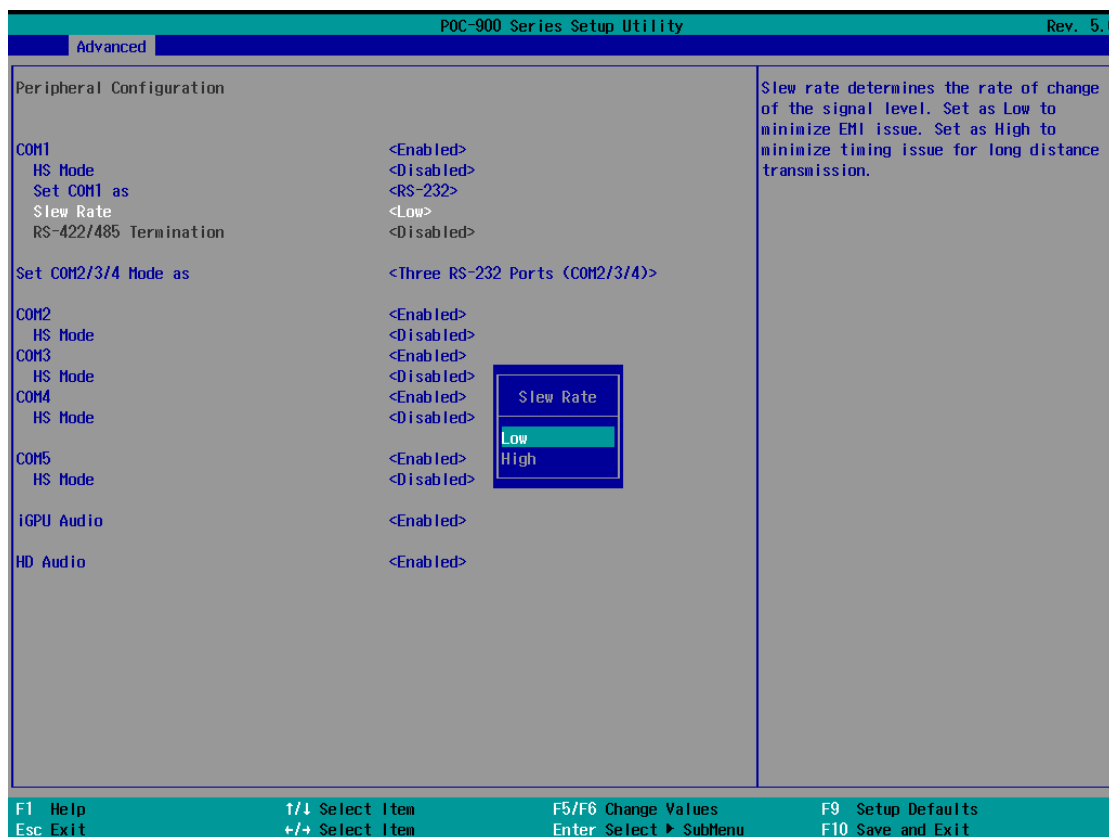 POC-900 Series Setup Utility Rev. 5.
Advanced
Peripheral Configuration
COM1 <Enabled>
HS Mode <Disabled>
Set COM1 as <RS-232>
Slew Rate <Low>
RS-422/485 Termination <Disabled>
Set COM2/3/4 Mode as <Three RS-232 Ports (COM2/3/4)>
COM2 <Enabled>
HS Mode <Disabled>
COM3 <Enabled>
HS Mode <Disabled>
COM4 <Enabled>
HS Mode <Disabled>
COM5 <Enabled>
HS Mode <Disabled>
iGPU Audio <Enabled>
HD Audio <Enabled>
Slew Rate
Low
High
Slew rate determines the rate of change
of the signal level. Set as Low to
minimize EMI issue. Set as High to
minimize timing issue for long distance
transmission.
F1 Help ↑/↓ Select Item F5/F6 Change Values F9 Setup Defaults
Esc Exit ←/→ Select Item Enter Select ▶ SubMenu F10 Save and Exit